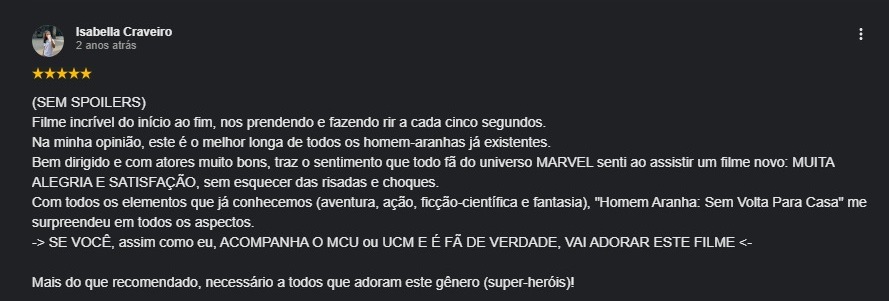 Isabella Craveiro
2 anos atrás
(SEM SPOILERS)
Filme incrível do início ao fim, nos prendendo e fazendo rir a cada cinco segundos.
Na minha opinião, este é o melhor longa de todos os homem-aranhas já existentes.
Bem dirigido e com atores muito bons, traz o sentimento que todo fã do universo MARVEL senti ao assistir um filme novo: MUITA
ALEGRIA E SATISFAÇÃO, sem esquecer das risadas e choques.
Com todos os elementos que já conhecemos (aventura, ação, ficção-científica e fantasia), "Homem Aranha: Sem Volta Para Casa" me
surpreendeu em todos os aspectos.
-> SE VOCÊ, assim como eu, ACOMPANHA O MCU ou UCM E É FÃ DE VERDADE, VAI ADORAR ESTE FILME <-
Mais do que recomendado, necessário a todos que adoram este gênero (super-heróis)!